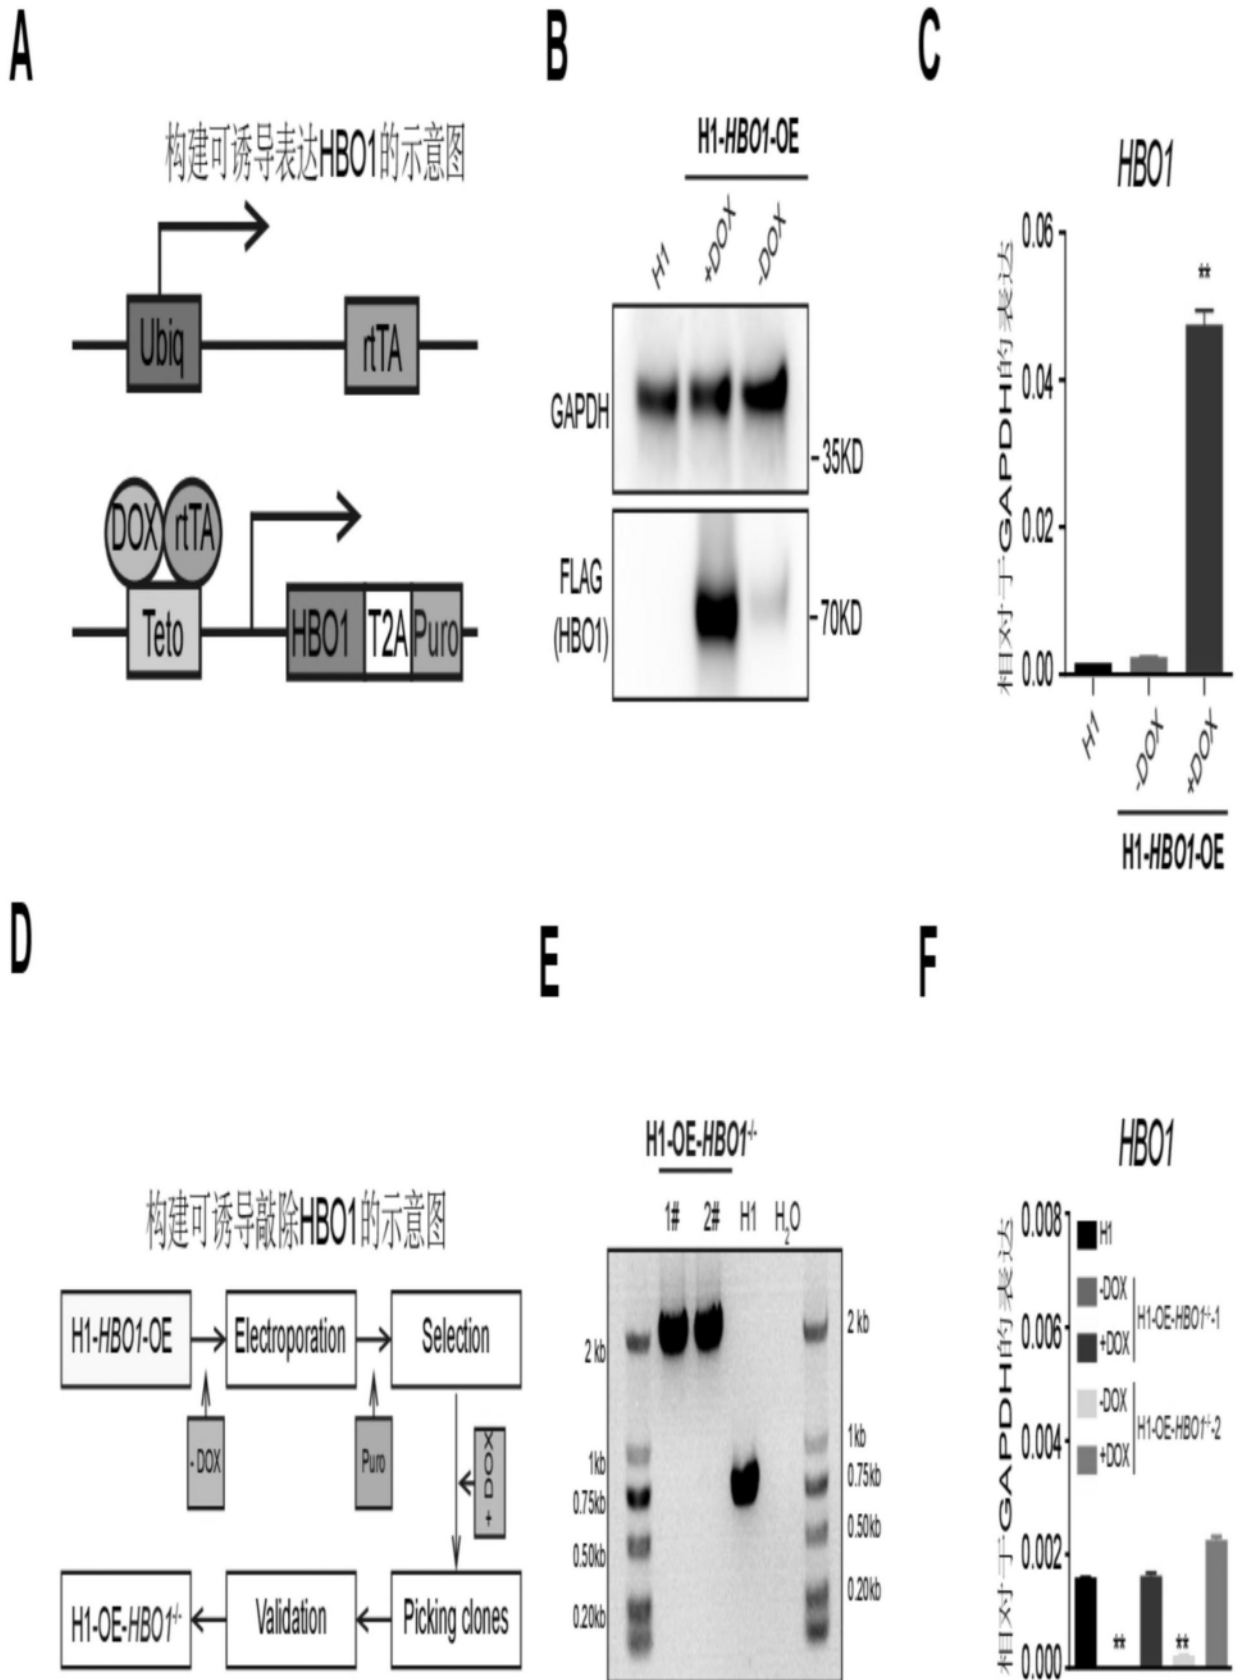 A
构建可诱导表达HBO1的示意图
Ubiq
rtTA
DOX
rtTA
Teto
HBO1
T2A
Puro
B
H1-HBO1-OE
H1
+DOX
-DOX
GAPDH
-35KD
FLAG
(HBO1)
-70KD
C
HBO1
相对于GAPDH的表达
0.06
0.04
0.02
0.00
**
H1
-DOX
+DOX
H1-HBO1-OE
D
构建可诱导敲除HBO1的示意图
H1-HBO1-OE
Electroporation
Selection
- DOX
Puro
+ DOX
H1-OE-HBO1-/-
Validation
Picking clones
E
H1-OE-HBO1-/-
1#
2#
H1
H2O
2 kb
1kb
0.75kb
0.50kb
0.20kb
2 kb
1kb
0.75kb
0.50kb
0.20kb
F
HBO1
相对于GAPDH的表达
0.008
0.006
0.004
0.002
0.000
H1
-DOX
+DOX
H1-OE-HBO1-/--1
-DOX
+DOX
H1-OE-HBO1-/--2
**
**